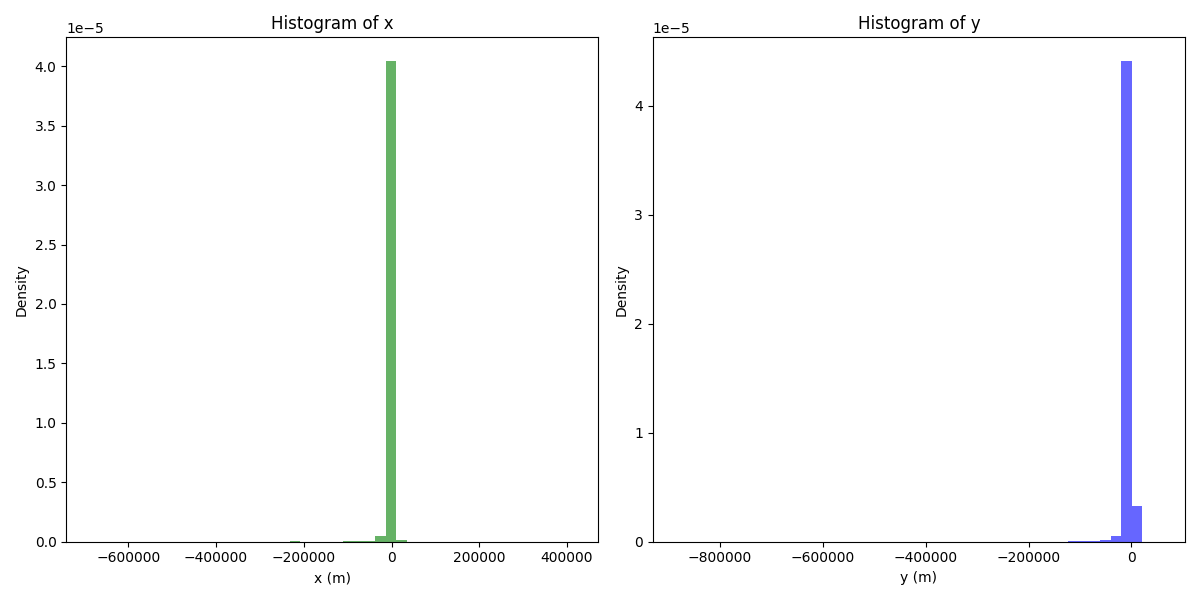 Histogram of x
1e−5
4.0
3.5
3.0
2.5
2.0
1.5
1.0
0.5
0.0
Density
−600000 −400000 −200000 0 200000 400000
x (m)
Histogram of y
1e−5
4
3
2
1
0
Density
−800000 −600000 −400000 −200000 0
y (m)